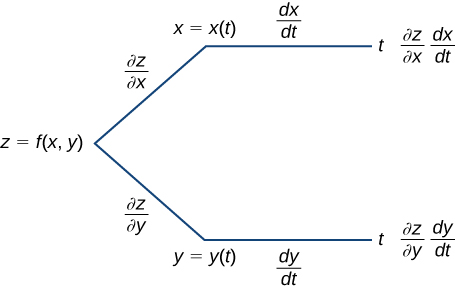 x = x(t)
dx/dt
t
∂z/∂x dx/dt
∂z/∂x
z = f(x, y)
∂z/∂y
t
∂z/∂y dy/dt
y = y(t)
dy/dt